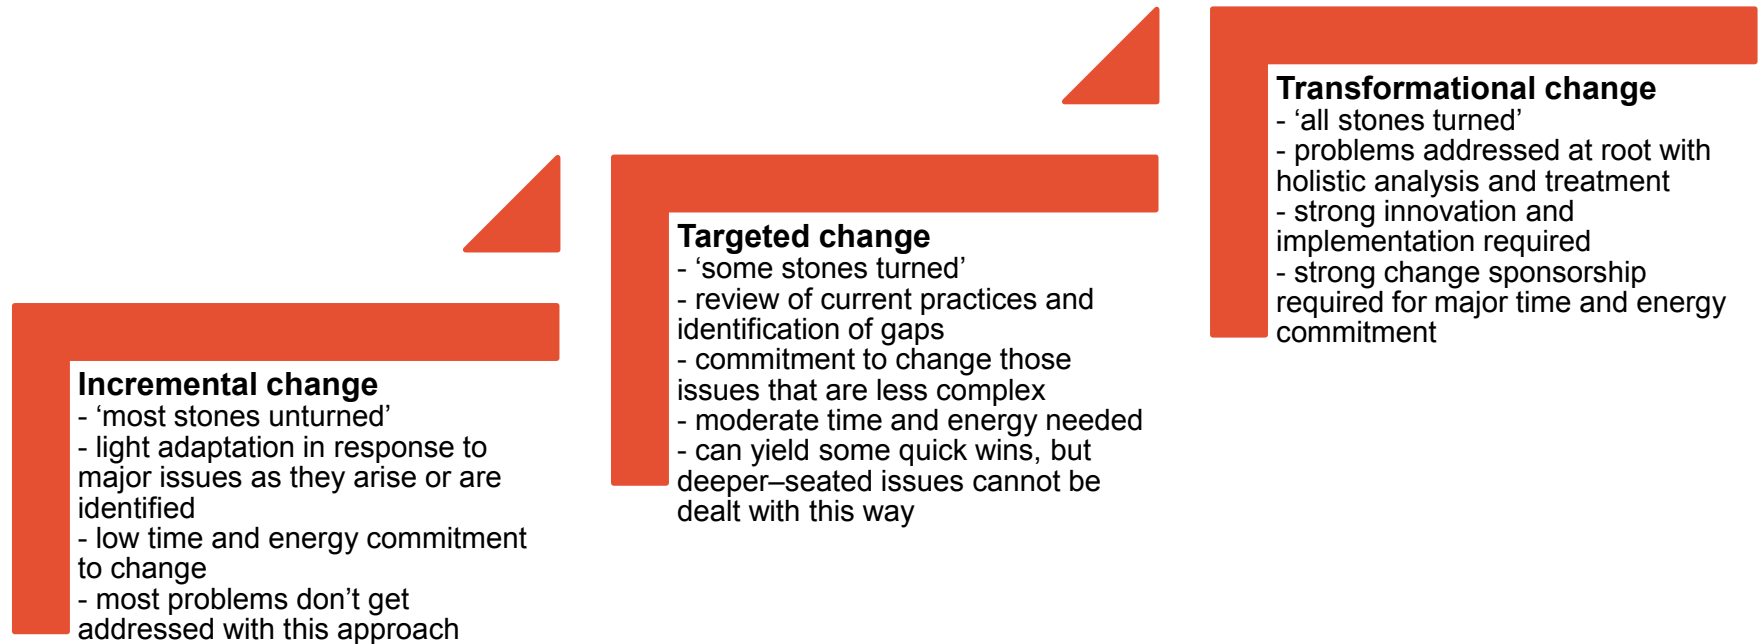 Incremental change
- ‘most stones unturned’
- light adaptation in response to
major issues as they arise or are
identified
- low time and energy commitment
to change
- most problems don’t get
addressed with this approach
Targeted change
- ‘some stones turned’
- review of current practices and
identification of gaps
- commitment to change those
issues that are less complex
- moderate time and energy needed
- can yield some quick wins, but
deeper–seated issues cannot be
dealt with this way
Transformational change
- ‘all stones turned’
- problems addressed at root with
holistic analysis and treatment
- strong innovation and
implementation required
- strong change sponsorship
required for major time and energy
commitment